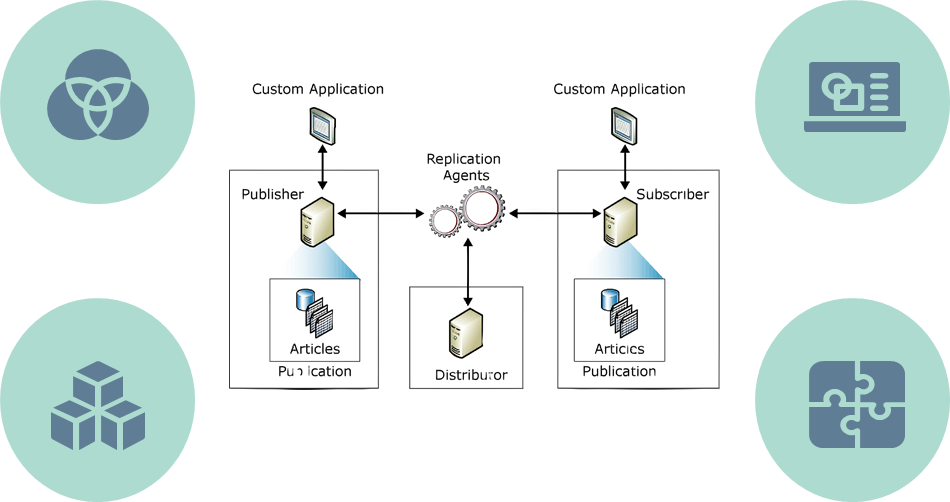 Custom Application
Custom Application
Replication
Agents
Publisher
Subscriber
Articles
Articles
Publication
Publication
Distributor